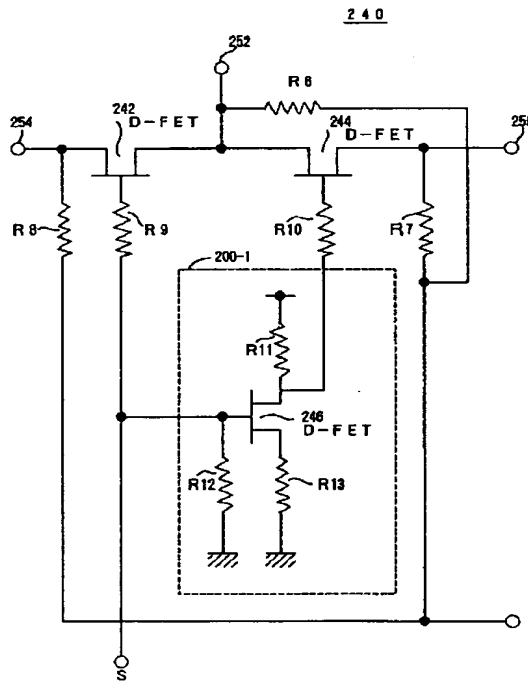 240
252
R6
254
242
D-FET
244
D-FET
R8
R9
R10
R7
200-1
R11
246
D-FET
R12
R13
S